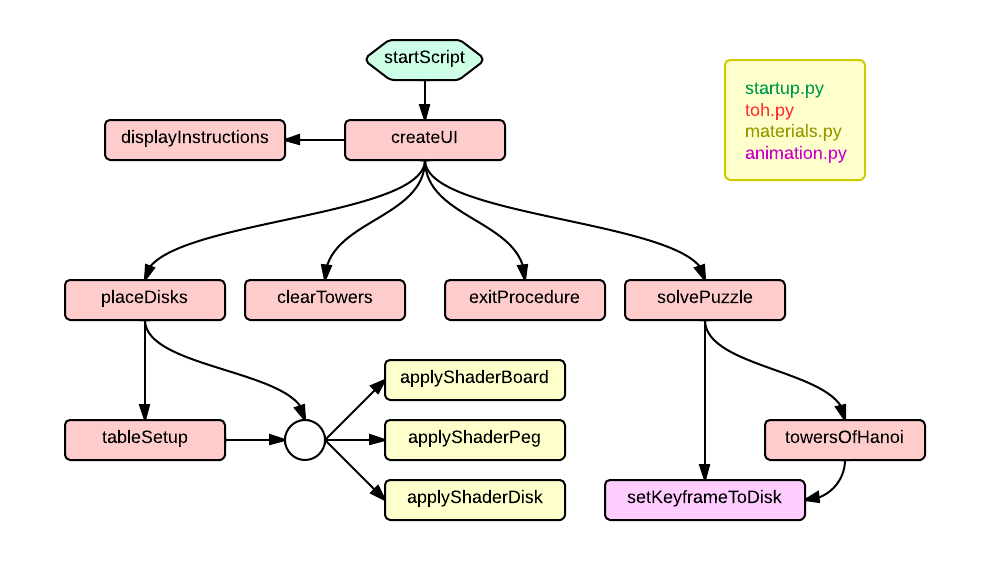 startScript
startup.py
toh.py
materials.py
animation.py
displayInstructions
createUI
placeDisks
clearTowers
exitProcedure
solvePuzzle
applyShaderBoard
tableSetup
applyShaderPeg
towersOfHanoi
applyShaderDisk
setKeyframeToDisk